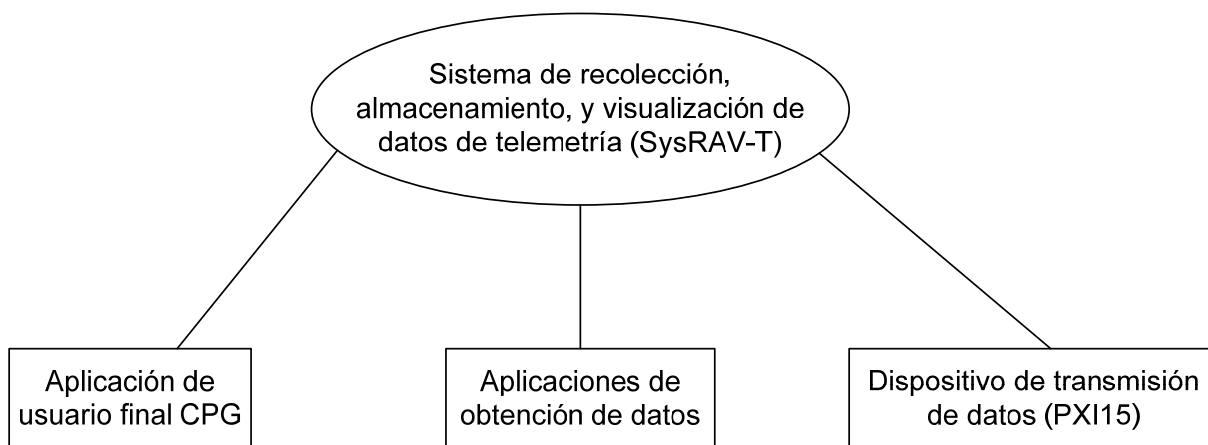 Sistema de recolección,
almacenamiento, y visualización de
datos de telemetría (SysRAV-T)
Aplicación de
usuario final CPG
Aplicaciones de
obtención de datos
Dispositivo de transmisión
de datos (PXI15)